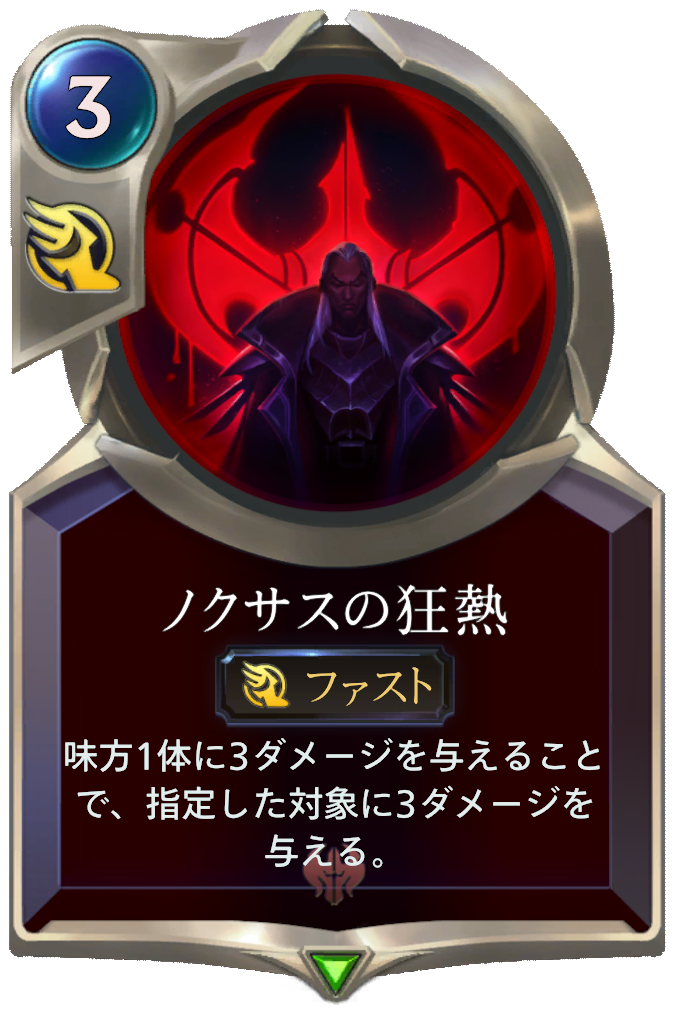 3
ノクサスの狂熱
ファスト
味方1体に3ダメージを与えること
で、指定した対象に3ダメージを
与える。